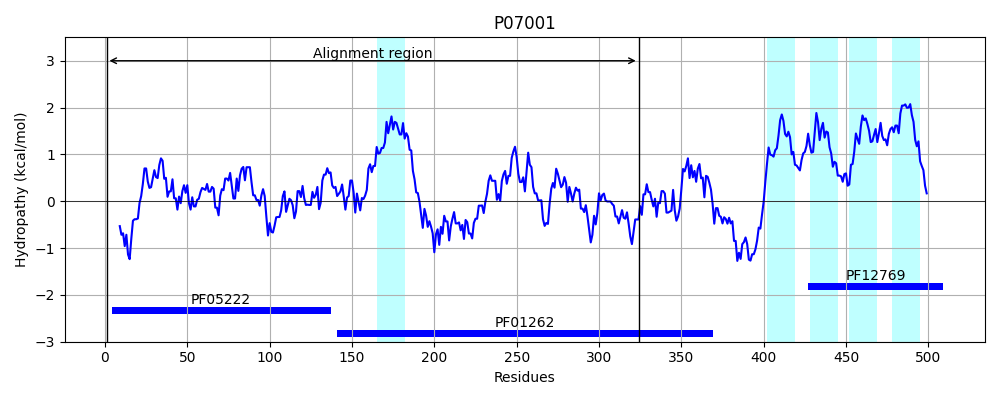 P07001
Alignment region
Hydropathy (kcal/mol)
3
2
1
0
−1
−2
−3
PF12769
PF05222
PF01262
0 50 100 150 200 250 300 350 400 450 500
Residues